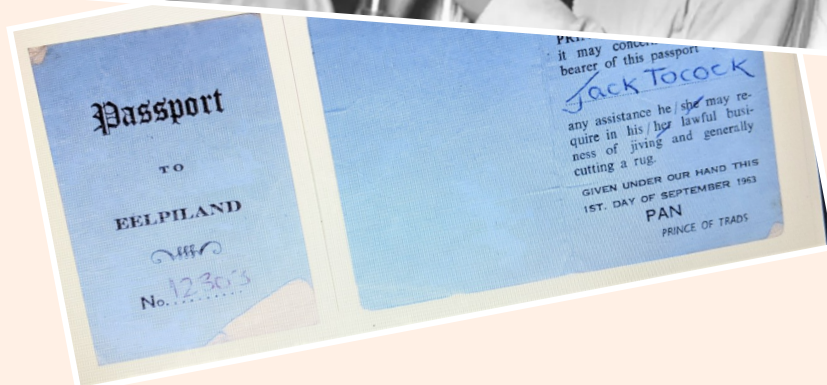 Passport
TO
EELPILAND
No.
it may
bearer of this passport
Jack Tocock
any assistance he / she may re-
quire in his / her lawful busi-
ness of jiving and generally
cutting a rug.
GIVEN UNDER OUR HAND THIS
1ST. DAY OF SEPTEMBER 1963
PAN
PRINCE OF TRADS